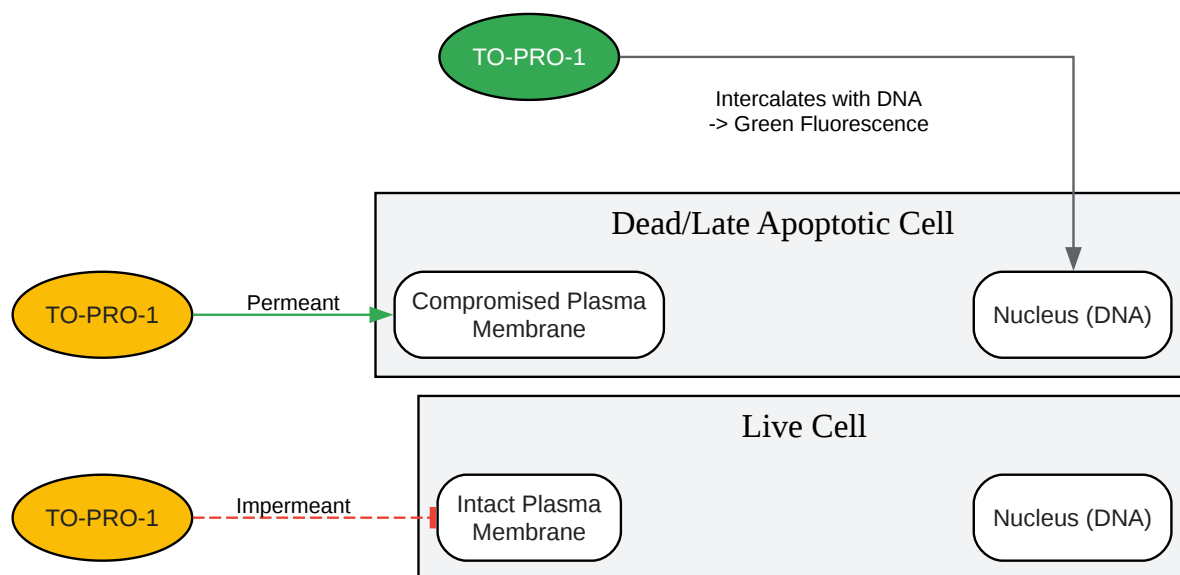 TO-PRO-1
Intercalates with DNA
-> Green Fluorescence
Dead/Late Apoptotic Cell
TO-PRO-1
Permeant
Compromised Plasma
Membrane
Nucleus (DNA)
Live Cell
TO-PRO-1
Impermeant
Intact Plasma
Membrane
Nucleus (DNA)